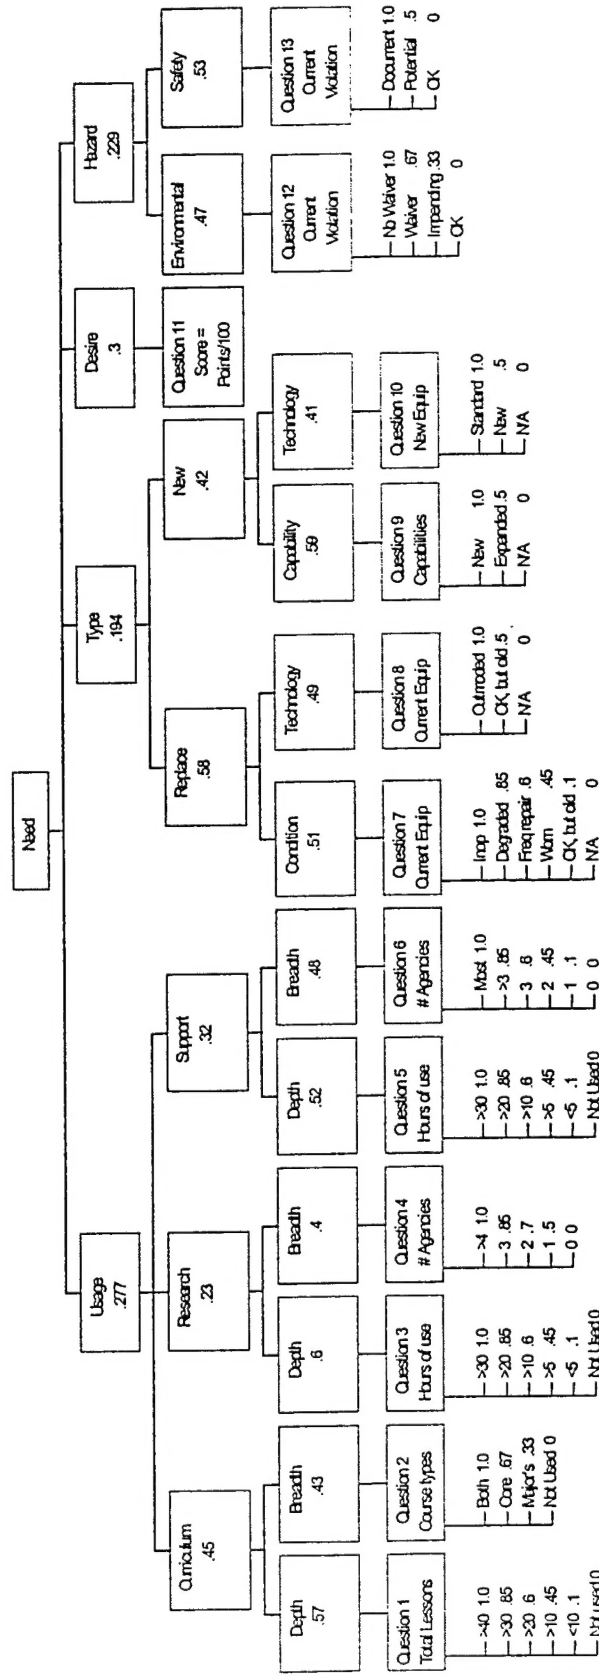 Need
Usage
.277
Type
.194
Desire
.3
Hazard
.229
Curriculum
.45
Research
.23
Support
.32
Replace
.58
New
.42
Question 11
Score =
Points/100
Environmental
.47
Safety
.53
Depth
.57
Breadth
.43
Depth
.6
Breadth
.4
Depth
.52
Breadth
.48
Condition
.51
Technology
.49
Capability
.59
Technology
.41
Question 12
Current
Violation
Question 13
Current
Violation
Question 1
Total Lessons
Question 2
Course types
Question 3
Hours of use
Question 4
# Agencies
Question 5
Hours of use
Question 6
# Agencies
Question 7
Current Equip
Question 8
Current Equip
Question 9
Capabilities
Question 10
New Equip
No Waiver 1.0
Waiver .67
Impending .33
OK 0
Document 1.0
Potential .5
OK 0
>40 1.0
>30 .85
>20 .6
>10 .45
<10 .1
Not used 0
Both 1.0
Core .67
Major's .33
Not Used 0
>30 1.0
>20 .85
>10 .6
>5 .45
<5 .1
Not Used 0
>4 1.0
3 .85
2 .7
1 .5
0 0
>30 1.0
>20 .85
>10 .6
>5 .45
<5 .1
Not Used 0
Most 1.0
>3 .85
3 .6
2 .45
1 .1
0 0
Inop 1.0
Degraded .85
Freq repair .6
Worn .45
OK, but old .1
N/A 0
Outmoded 1.0
OK, but old .5
N/A 0
New 1.0
Expanded .5
N/A 0
Standard 1.0
New .5
N/A 0